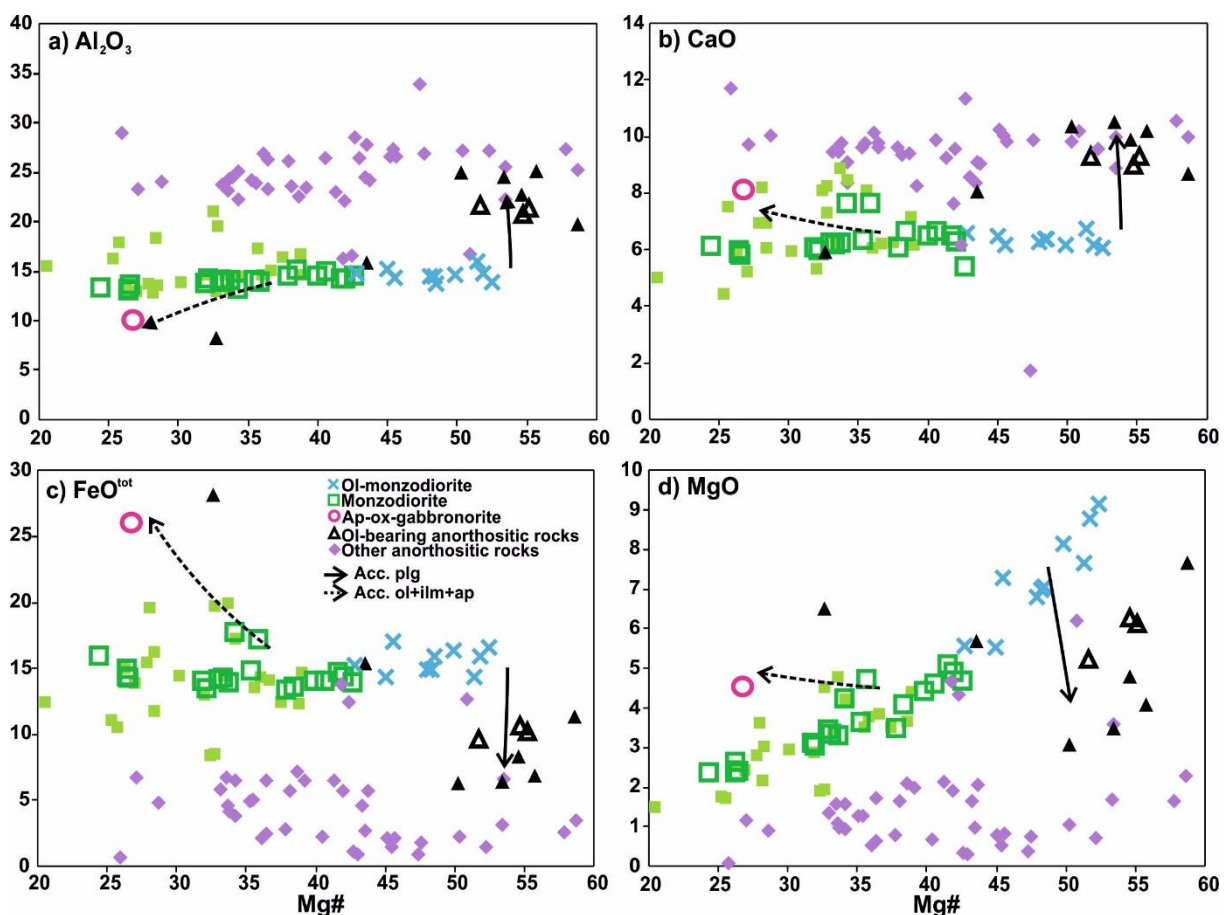 a) Al₂O₃
40
35
30
25
20
15
10
5
0
20 25 30 35 40 45 50 55 60
b) CaO
14
12
10
8
6
4
2
0
20 25 30 35 40 45 50 55 60
c) FeOᵗᵒᵗ
30
25
20
15
10
5
0
Ol-monzodiorite
Monzodiorite
Ap-ox-gabbronorite
Ol-bearing anorthositic rocks
Other anorthositic rocks
Acc. plg
Acc. ol+ilm+ap
20 25 30 35 40 45 50 55 60
Mg#
d) MgO
10
9
8
7
6
5
4
3
2
1
0
20 25 30 35 40 45 50 55 60
Mg#